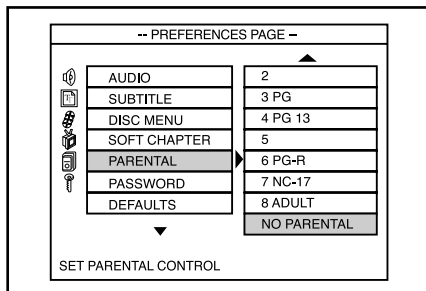 -- PREFERENCES PAGE –
AUDIO
SUBTITLE
DISC MENU
SOFT CHAPTER
PARENTAL
PASSWORD
DEFAULTS
2
3 PG
4 PG 13
5
6 PG-R
7 NC-17
8 ADULT
NO PARENTAL
SET PARENTAL CONTROL